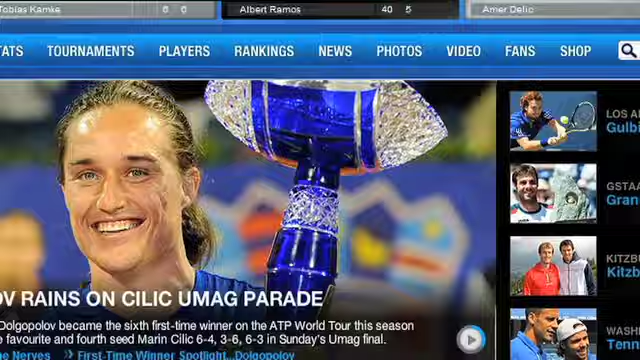 Tobias Kamke 6 6 Albert Ramos 40 5 Amer Delic
TATS TOURNAMENTS PLAYERS RANKINGS NEWS PHOTOS VIDEO FANS SHOP
LOS A
Gulbi
GSTAA
Gran
KITZB
Kitzb
WASHI
Tenni
OV RAINS ON CILIC UMAG PARADE
Dolgopolov became the sixth first-time winner on the ATP World Tour this season
e favourite and fourth seed Marin Cilic 6-4, 3-6, 6-3 in Sunday's Umag final.
e Nerves » First-Time Winner Spotlight...Dolgopolov